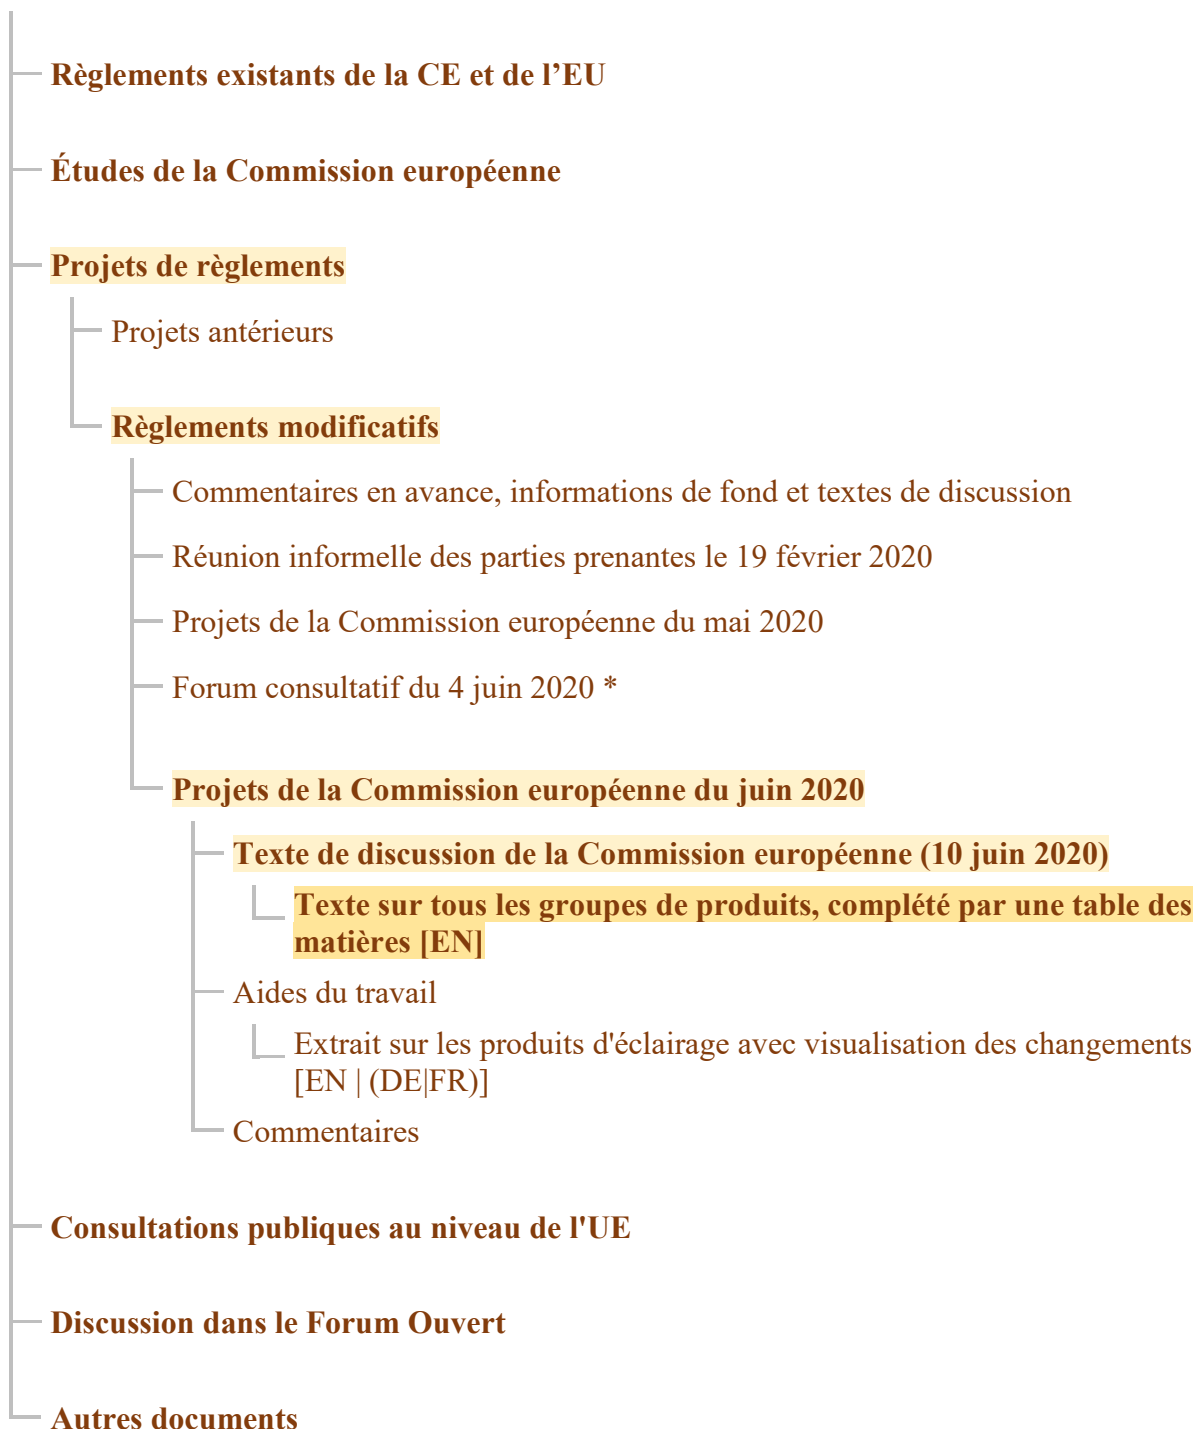 Règlements existants de la CE et de l’EU
Études de la Commission européenne
Projets de règlements
Projets antérieurs
Règlements modificatifs
Commentaires en avance, informations de fond et textes de discussion
Réunion informelle des parties prenantes le 19 février 2020
Projets de la Commission européenne du mai 2020
Forum consultatif du 4 juin 2020 *
Projets de la Commission européenne du juin 2020
Texte de discussion de la Commission européenne (10 juin 2020)
Texte sur tous les groupes de produits, complété par une table des
matières [EN]
Aides du travail
Extrait sur les produits d'éclairage avec visualisation des changements
[EN | (DE|FR)]
Commentaires
Consultations publiques au niveau de l'UE
Discussion dans le Forum Ouvert
Autres documents